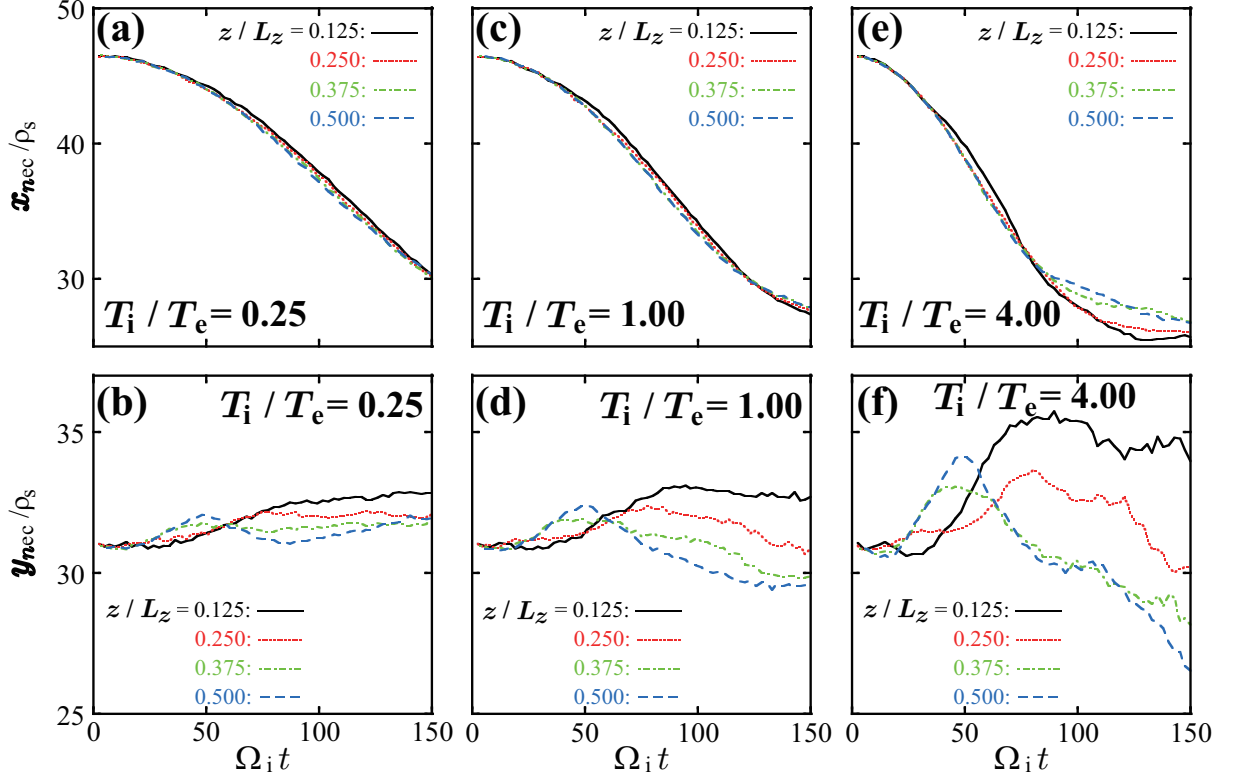 (a)
z / Lz = 0.125:
0.250:
0.375:
0.500:
Ti / Te = 0.25
50
40
30
xnec /ρs
(c)
z / Lz = 0.125:
0.250:
0.375:
0.500:
Ti / Te = 1.00
(e)
z / Lz = 0.125:
0.250:
0.375:
0.500:
Ti / Te = 4.00
(b)
Ti / Te = 0.25
35
30
25
ynec /ρs
z / Lz = 0.125:
0.250:
0.375:
0.500:
0 50 100 150
Ωi t
(d)
Ti / Te = 1.00
z / Lz = 0.125:
0.250:
0.375:
0.500:
0 50 100 150
Ωi t
(f)
Ti / Te = 4.00
z / Lz = 0.125:
0.250:
0.375:
0.500:
0 50 100 150
Ωi t